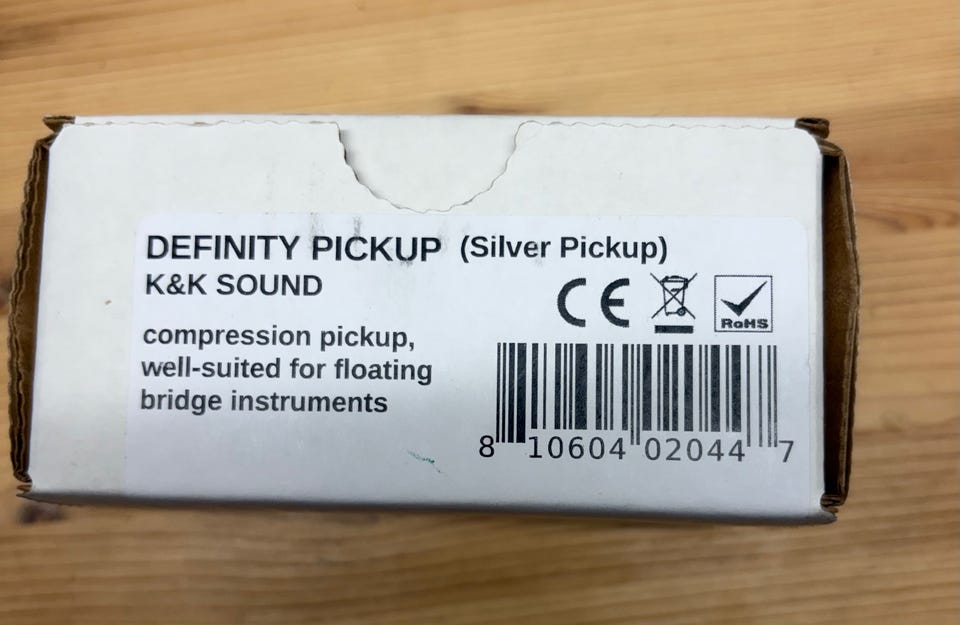 DEFINITY PICKUP (Silver Pickup)
K&K SOUND
CE
RoHS
compression pickup,
well-suited for floating
bridge instruments
8 10604 02044 7